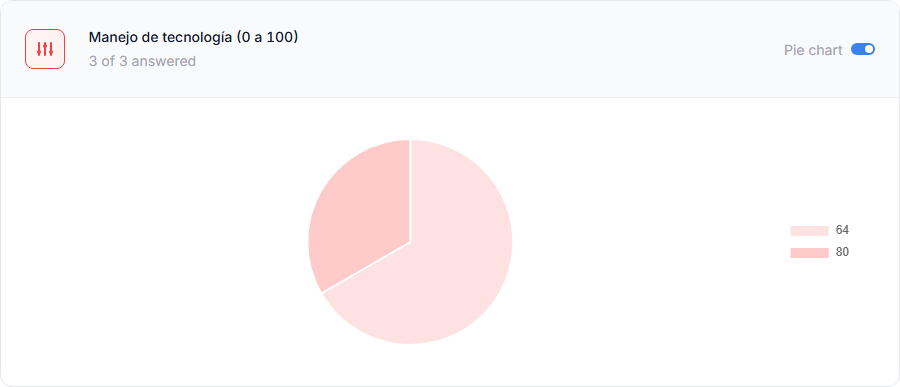 Manejo de tecnología (0 a 100)
3 of 3 answered
Pie chart
64
80